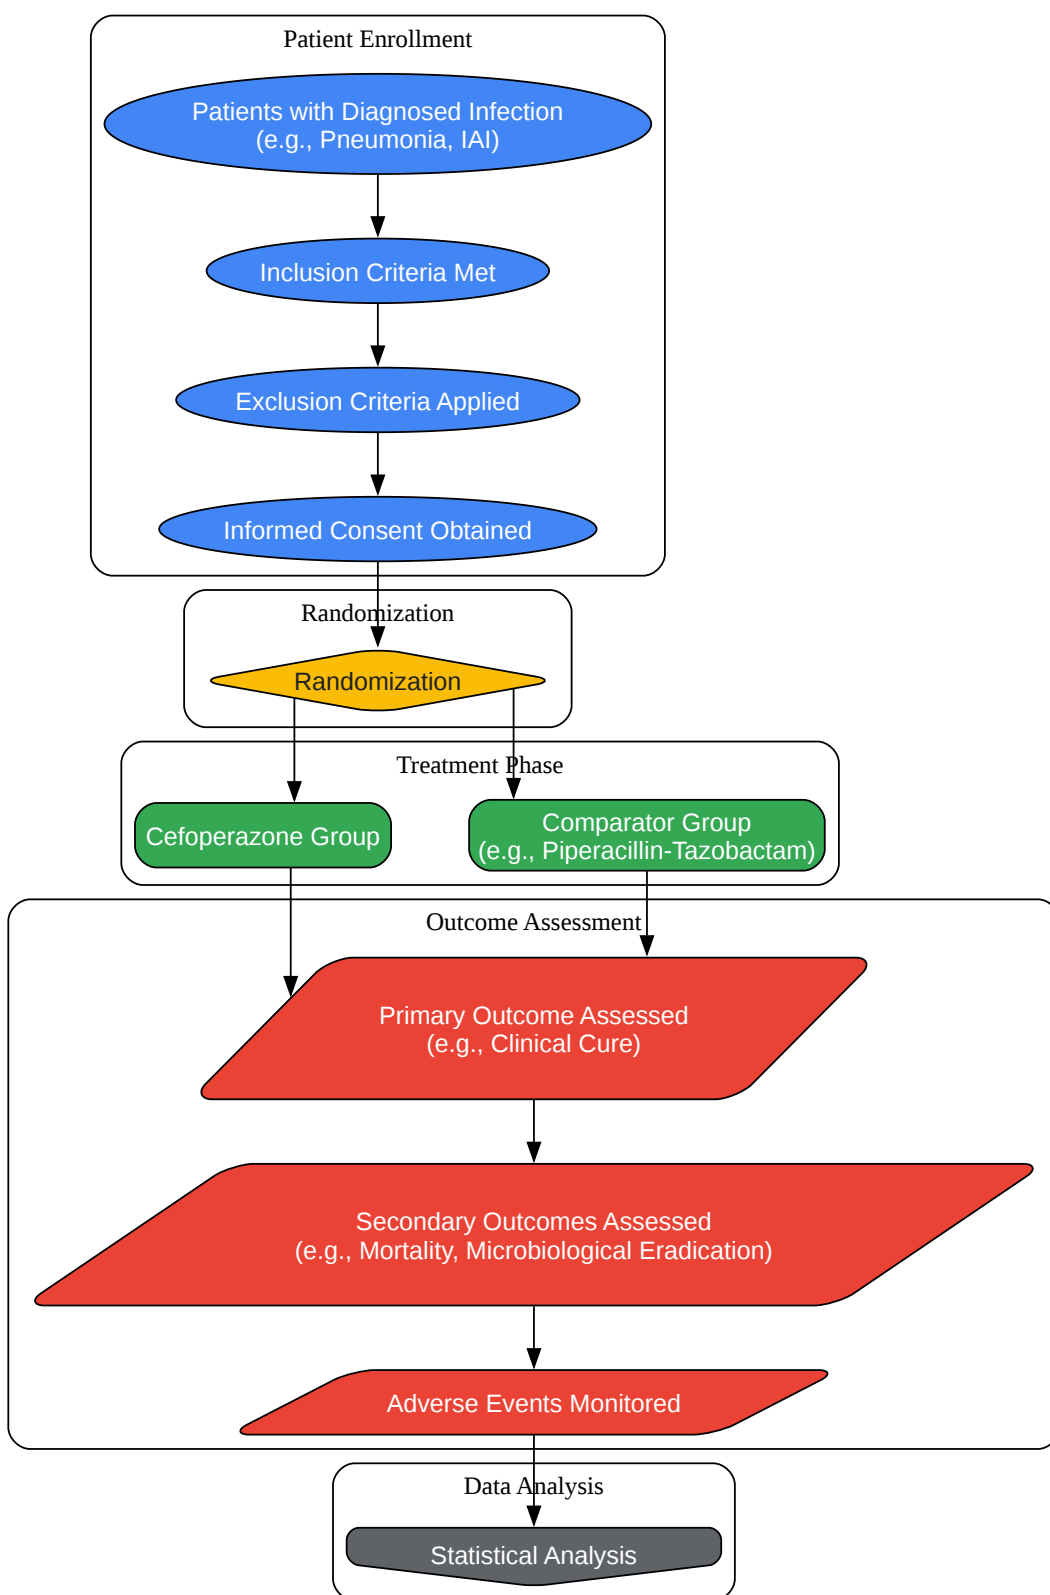 Patient Enrollment
Patients with Diagnosed Infection
(e.g., Pneumonia, IAI)
Inclusion Criteria Met
Exclusion Criteria Applied
Informed Consent Obtained
Randomization
Randomization
Treatment Phase
Cefoperazone Group
Comparator Group
(e.g., Piperacillin-Tazobactam)
Outcome Assessment
Primary Outcome Assessed
(e.g., Clinical Cure)
Secondary Outcomes Assessed
(e.g., Mortality, Microbiological Eradication)
Adverse Events Monitored
Data Analysis
Statistical Analysis